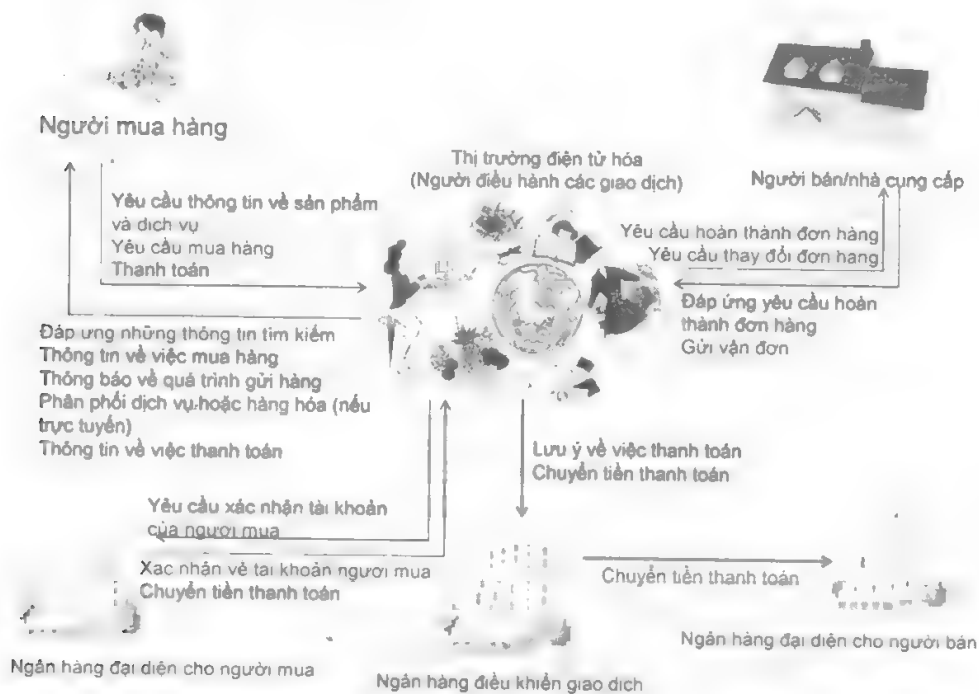 Người mua hàng
Thị trường điện tử hóa
(Người điều hành các giao dịch)
Người bán/nhà cung cấp
Yêu cầu thông tin về sản phẩm
và dịch vụ
Yêu cầu mua hàng
Thanh toán
Yêu cầu hoàn thành đơn hàng
Yêu cầu thay đổi đơn hang
Đáp ứng yêu cầu hoàn
thành đơn hàng
Gửi vận đơn
Đáp ưng những thông tin tìm kiếm
Thông tin về việc mua hàng
Thông báo về quá trình gửi hàng
Phân phối dịch vụ hoặc hàng hóa (nếu
trực tuyến)
Thông tin về việc thanh toán
Lưu ý về việc thanh toán
Chuyển tiền thanh toán
Yêu cầu xác nhận tài khoản
của người mua
Xac nhận về tai khoản người mua
Chuyển tiền thanh toán
Chuyển tiền thanh toán
Ngân hàng đại diện cho người mua
Ngân hàng điều khiển giao dich
Ngân hàng đại diện cho người bán